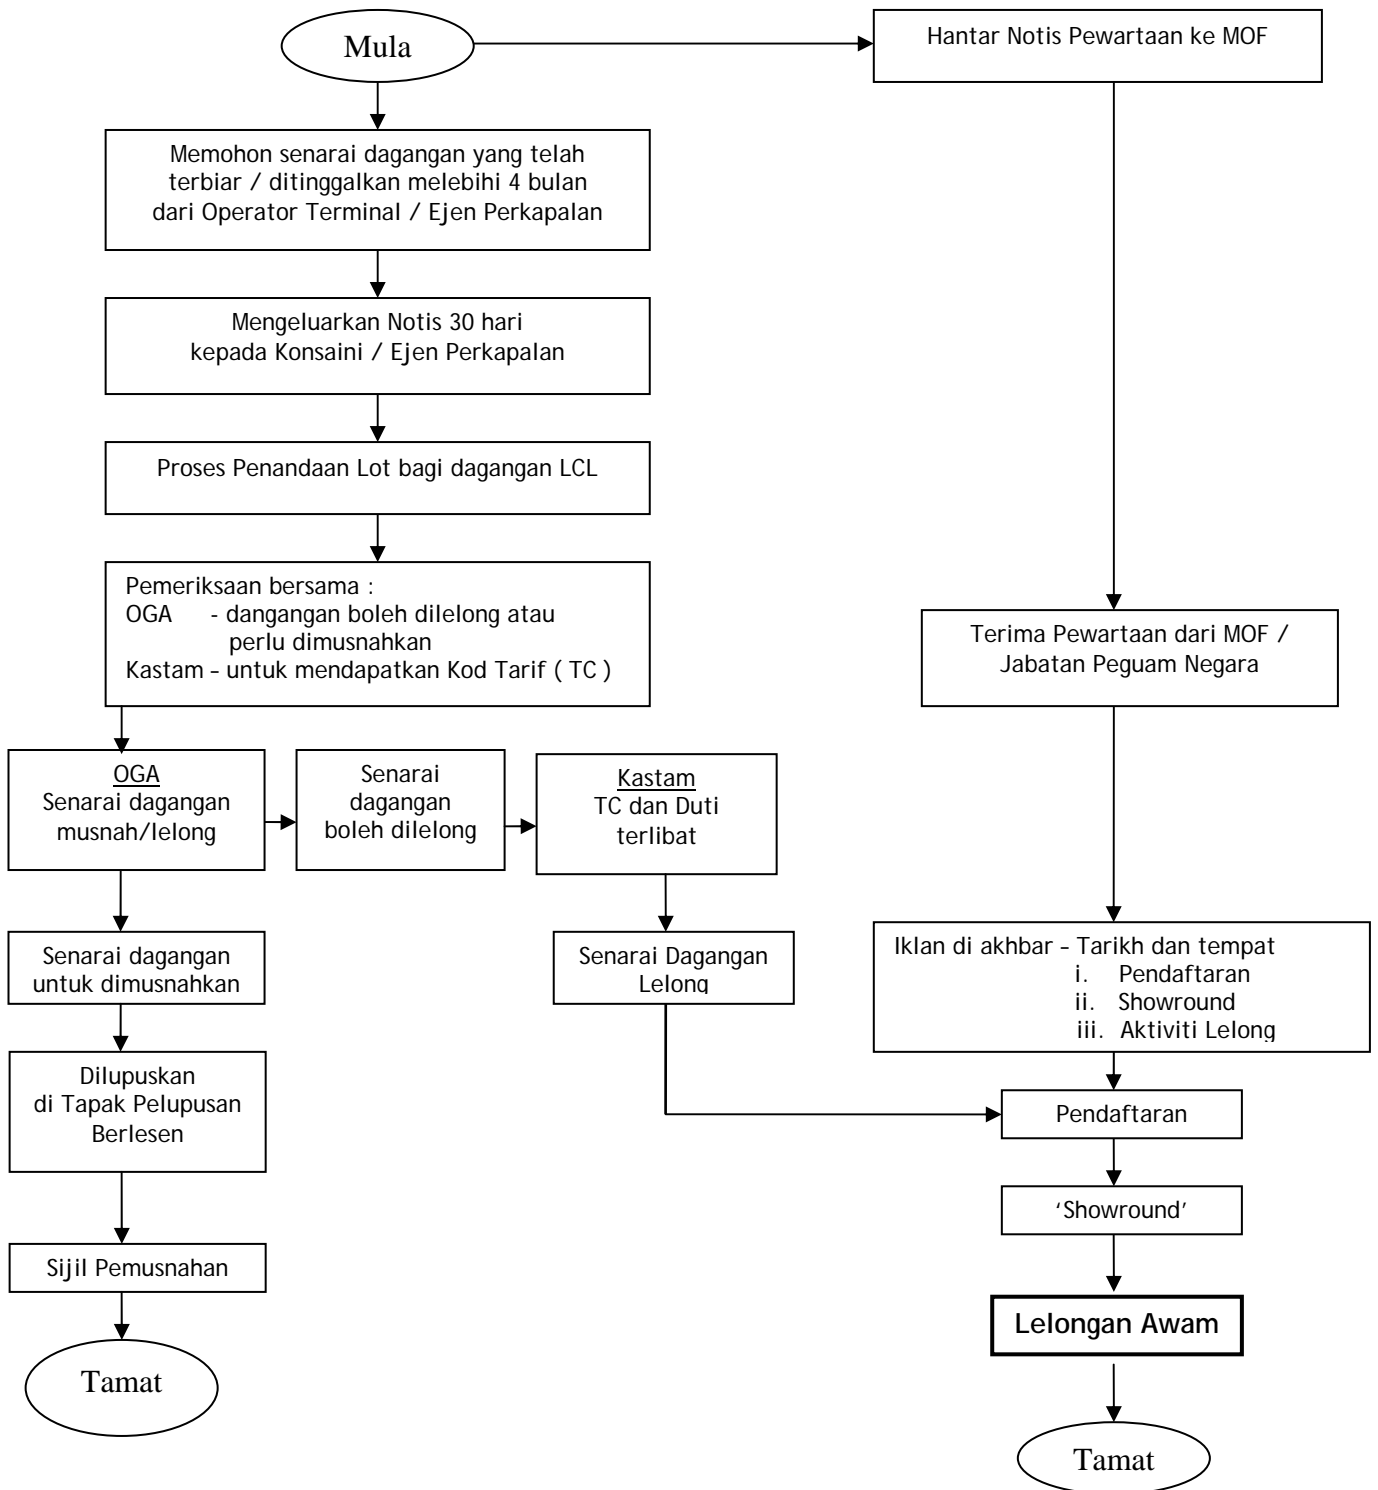 Mula
Hantar Notis Pewartaan ke MOF
Memohon senarai dagangan yang telah
terbiar / ditinggalkan melebihi 4 bulan
dari Operator Terminal / Ejen Perkapalan
Mengeluarkan Notis 30 hari
kepada Konsaini / Ejen Perkapalan
Proses Penandaan Lot bagi dagangan LCL
Pemeriksaan bersama :
OGA - dangangan boleh dilelong atau
perlu dimusnahkan
Kastam – untuk mendapatkan Kod Tarif ( TC )
Terima Pewartaan dari MOF /
Jabatan Peguam Negara
OGA
Senarai dagangan
musnah/lelong
Senarai
dagangan
boleh dilelong
Kastam
TC dan Duti
terlibat
Senarai dagangan
untuk dimusnahkan
Senarai Dagangan
Lelong
Iklan di akhbar – Tarikh dan tempat
i. Pendaftaran
ii. Showround
iii. Aktiviti Lelong
Dilupuskan
di Tapak Pelupusan
Berlesen
Pendaftaran
‘Showround’
Sijil Pemusnahan
Lelongan Awam
Tamat
Tamat